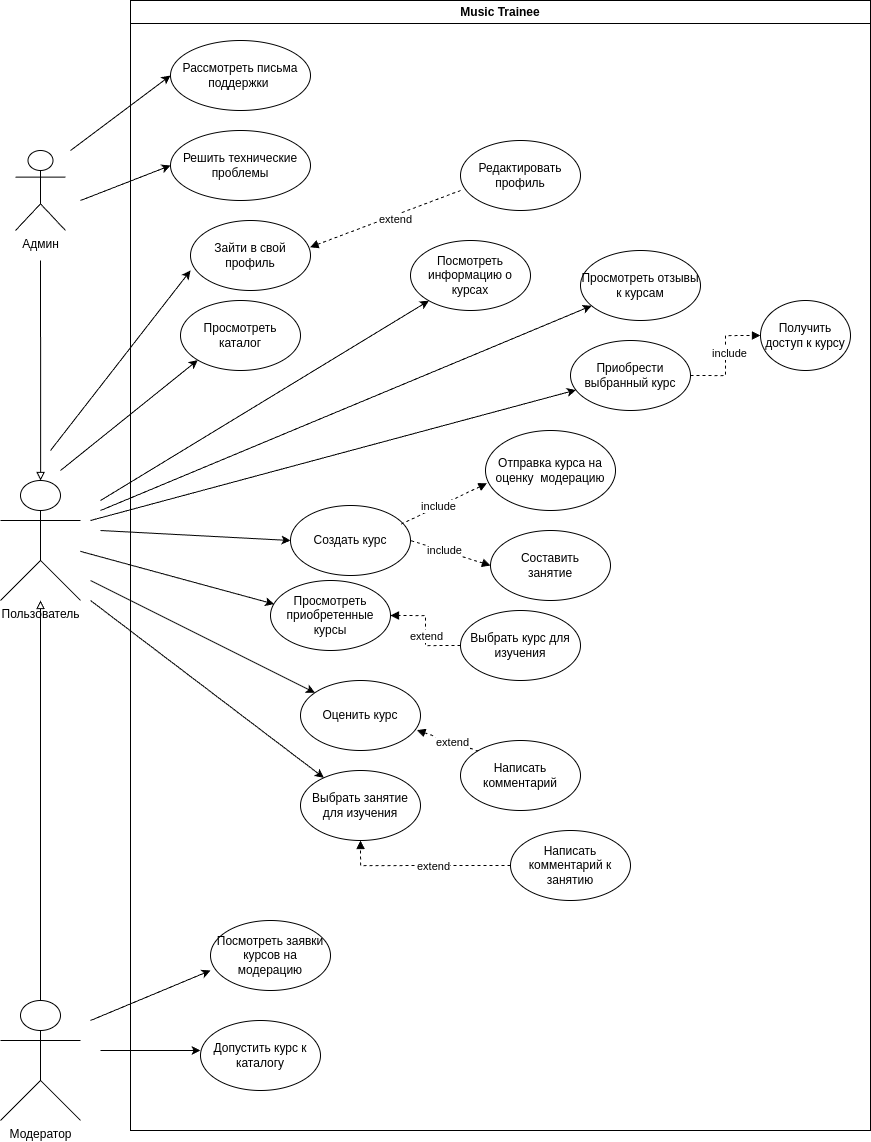 Music Trainee
Рассмотреть письма
поддержки
Решить технические
проблемы
Админ
Редактировать
профиль
extend
Зайти в свой
профиль
Посмотреть
информацию о
курсах
Просмотреть отзывы
к курсам
Просмотреть
каталог
Получить
доступ к курсу
include
Приобрести
выбранный курс
Отправка курса на
оценку  модерацию
include
Создать курс
include
Составить
занятие
Пользователь
Просмотреть
приобретенные
курсы
extend
Выбрать курс для
изучения
Оценить курс
extend
Написать
комментарий
Выбрать занятие
для изучения
extend
Написать
комментарий к
занятию
Посмотреть заявки
курсов на
модерацию
Допустить курс к
каталогу
Модератор